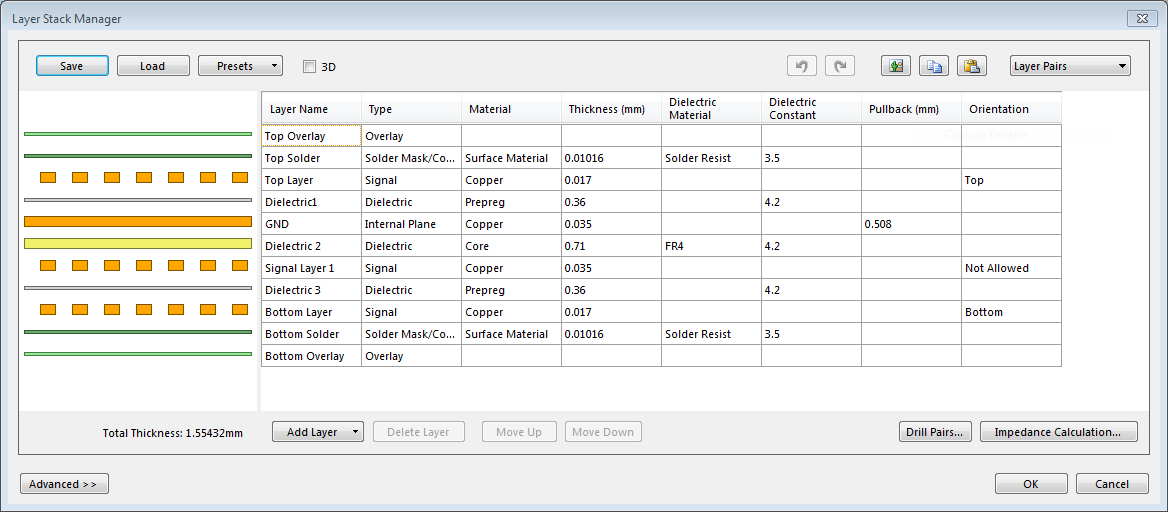 Layer Stack Manager
Save Load Presets 3D Layer Pairs
Layer Name Type Material Thickness (mm) Dielectric Material Dielectric Constant Pullback (mm) Orientation
Top Overlay Overlay
Top Solder Solder Mask/Co... Surface Material 0.01016 Solder Resist 3.5
Top Layer Signal Copper 0.017 Top
Dielectric1 Dielectric Prepreg 0.36 4.2
GND Internal Plane Copper 0.035 0.508
Dielectric 2 Dielectric Core 0.71 FR4 4.2
Signal Layer 1 Signal Copper 0.035 Not Allowed
Dielectric 3 Dielectric Prepreg 0.36 4.2
Bottom Layer Signal Copper 0.017 Bottom
Bottom Solder Solder Mask/Co... Surface Material 0.01016 Solder Resist 3.5
Bottom Overlay Overlay
Total Thickness: 1.55432mm Add Layer Delete Layer Move Up Move Down Drill Pairs... Impedance Calculation...
Advanced >> OK Cancel